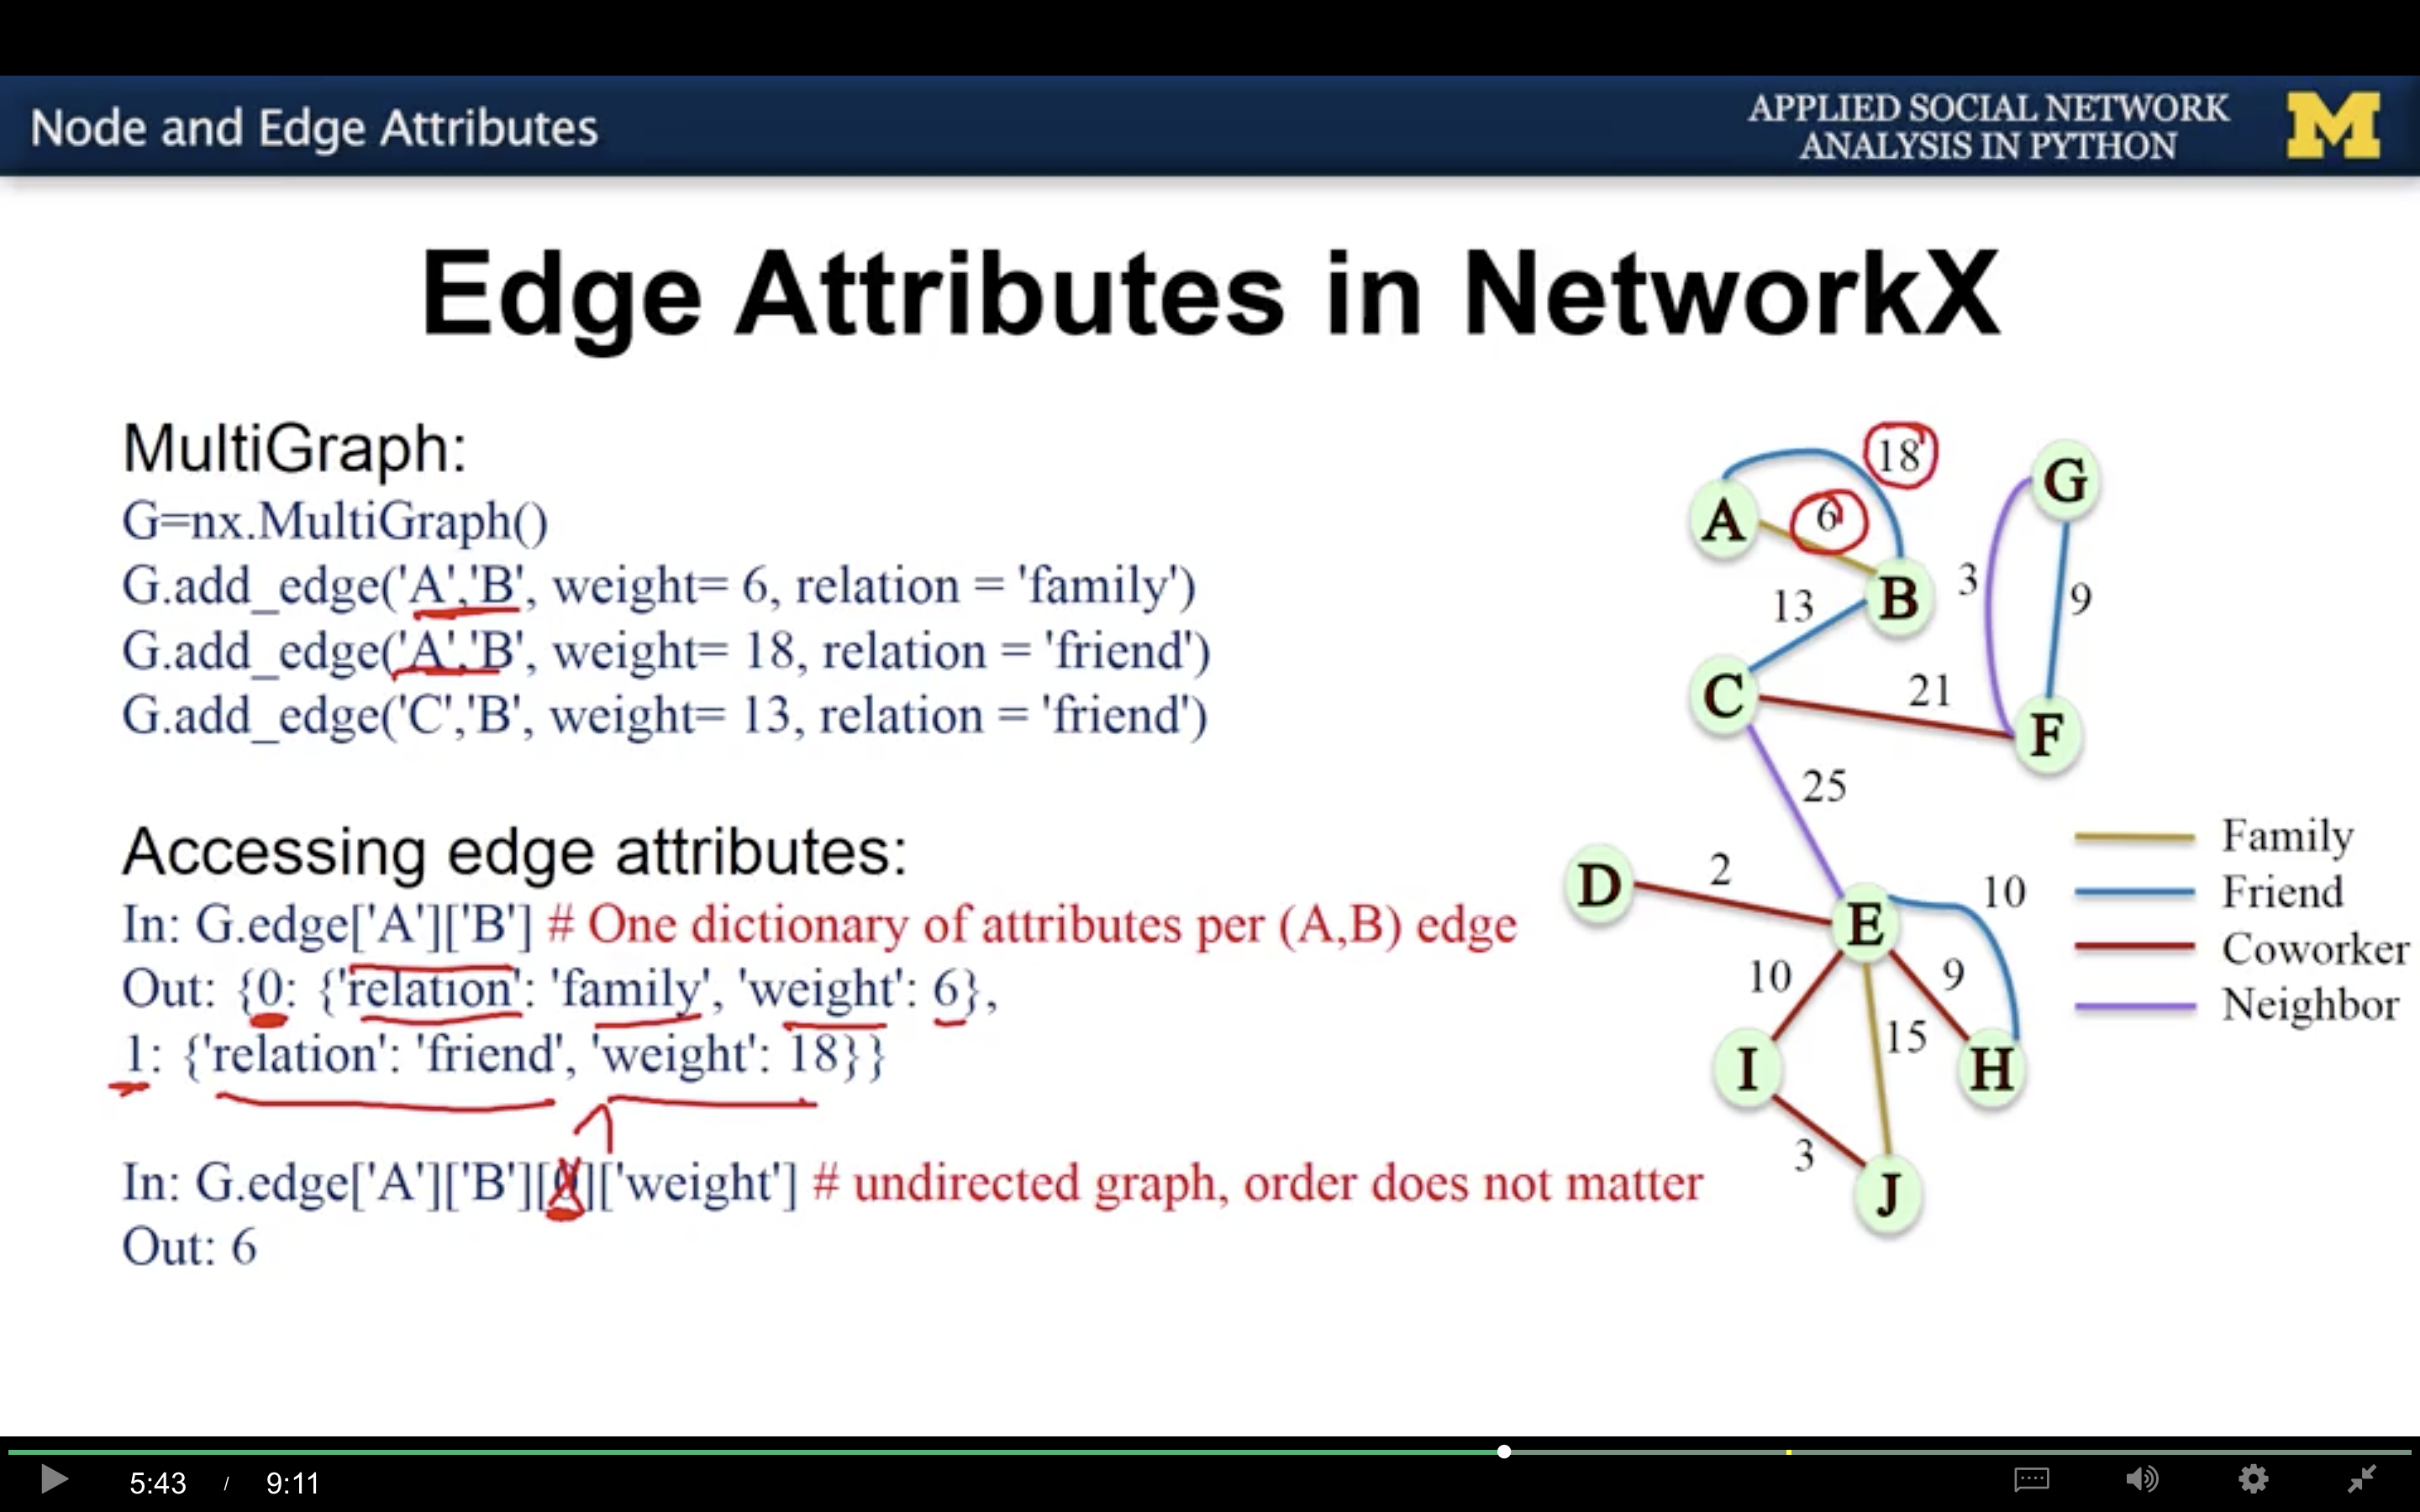 Node and Edge Attributes
APPLIED SOCIAL NETWORK
ANALYSIS IN PYTHON
M
Edge Attributes in NetworkX
MultiGraph:
G=nx.MultiGraph()
G.add_edge('A','B', weight= 6, relation = 'family')
G.add_edge('A','B', weight= 18, relation = 'friend')
G.add_edge('C','B', weight= 13, relation = 'friend')
Accessing edge attributes:
In: G.edge['A']['B'] # One dictionary of attributes per (A,B) edge
Out: {0: {'relation': 'family', 'weight': 6},
1: {'relation': 'friend', 'weight': 18}}
1
In: G.edge['A']['B'][0]['weight'] # undirected graph, order does not matter
Out: 6
18
G
A
6
3
9
13
B
C
21
F
25
D
2
E
10
10
9
15
I
H
3
J
Family
Friend
Coworker
Neighbor
5:43 / 9:11